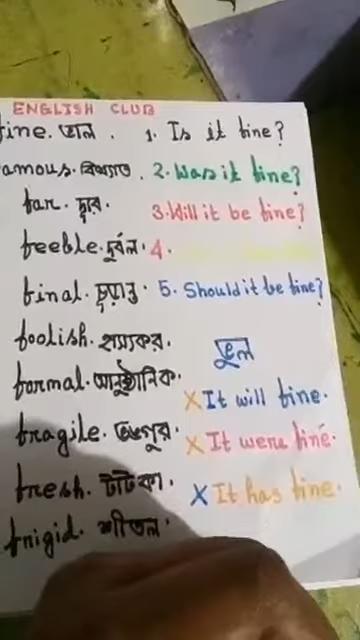 ENGLISH CLUB
fine. ভাল. 1. Is it fine?
amous. বিখ্যাত. 2. Was it fine?
far. দূর. 3. Will it be fine?
feeble. দুর্বল. 4.
final. চূড়ান্ত. 5. Should it be fine?
foolish. হাস্যকর.
ভুল
formal. আনুষ্ঠানিক.
X It will fine.
fragile. ভঙ্গুর.
X It were fine.
fresh. টাটকা.
X It has fine.
frigid. শীতল.